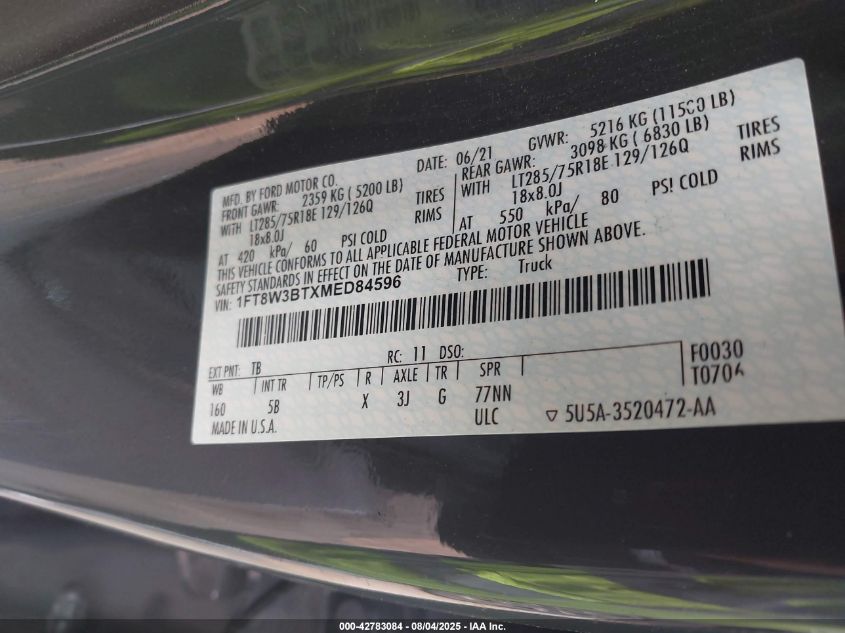 MFD. BY FORD MOTOR CO.
DATE: 06/21 GVWR: 5216 KG (11500 LB)
FRONT GAWR: 2359 KG ( 5200 LB)
REAR GAWR: 3098 KG ( 6830 LB)
WITH LT285/75R18E 129/126Q TIRES
WITH LT285/75R18E 129/126Q TIRES
18x8.0J RIMS
18x8.0J RIMS
AT 420 kPa/ 60 PSI COLD
AT 550 kPa/ 80 PSI COLD
THIS VEHICLE CONFORMS TO ALL APPLICABLE FEDERAL MOTOR VEHICLE
SAFETY STANDARDS IN EFFECT ON THE DATE OF MANUFACTURE SHOWN ABOVE.
VIN: 1FT8W3BTXMED84596
TYPE: Truck
EXT PNT: TB RC: 11 DSO:
WB INT TR TP/PS R AXLE TR SPR
160 5B X 3J G 77NN
F0030
T0704
MADE IN U.S.A.
ULC
5U5A-3520472-AA
000-42783084 - 08/04/2025 - IAA Inc.